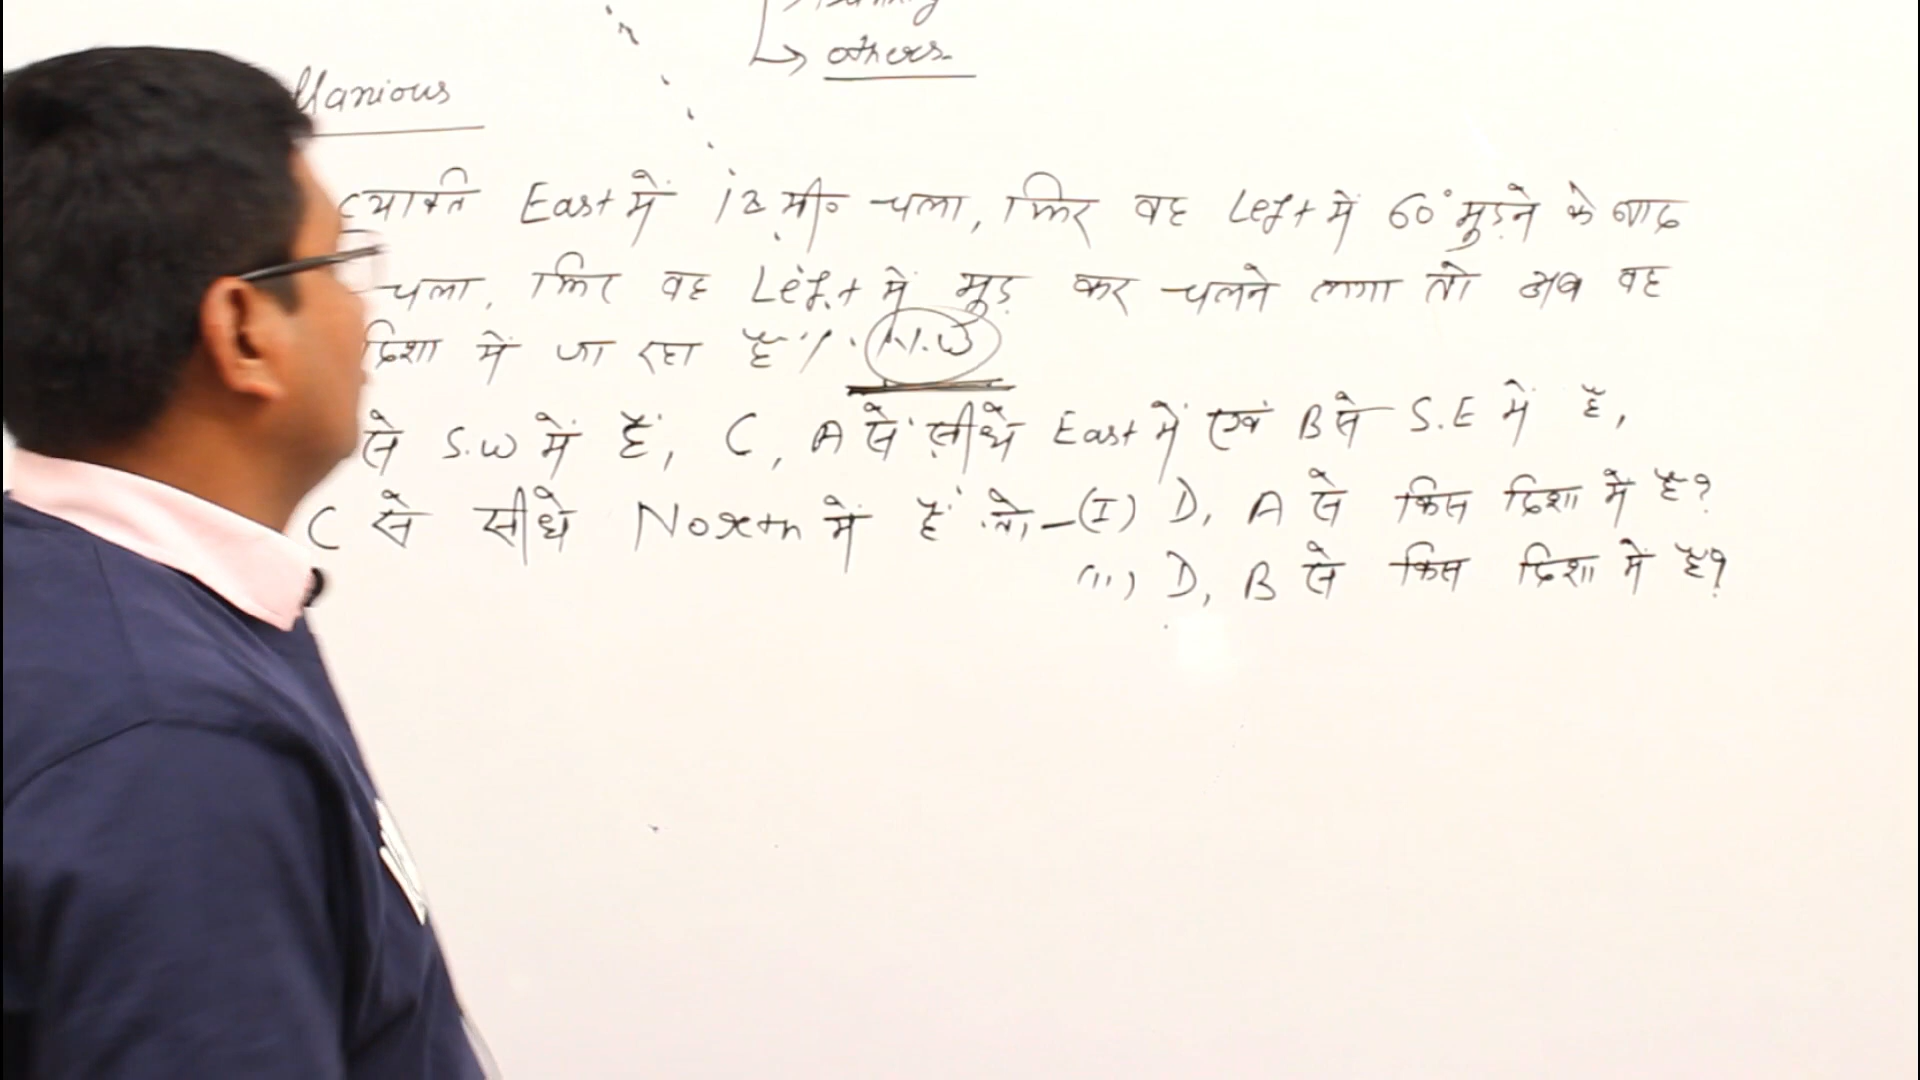 others
llanious
व्यक्ति East में 12 मी० चला, फिर वह Left में 60° मुड़ने के बाद
चला, फिर वह Left में मूड़ कर चलने लगा तो अब वह
दिशा में जा रहा है? N.W
से S.W में है, C, A से सीधे East में एवं B से S.E में है,
C से सीधे North में है तो—(I) D, A से किस दिशा में है?
(ii) D, B से किस दिशा में है?